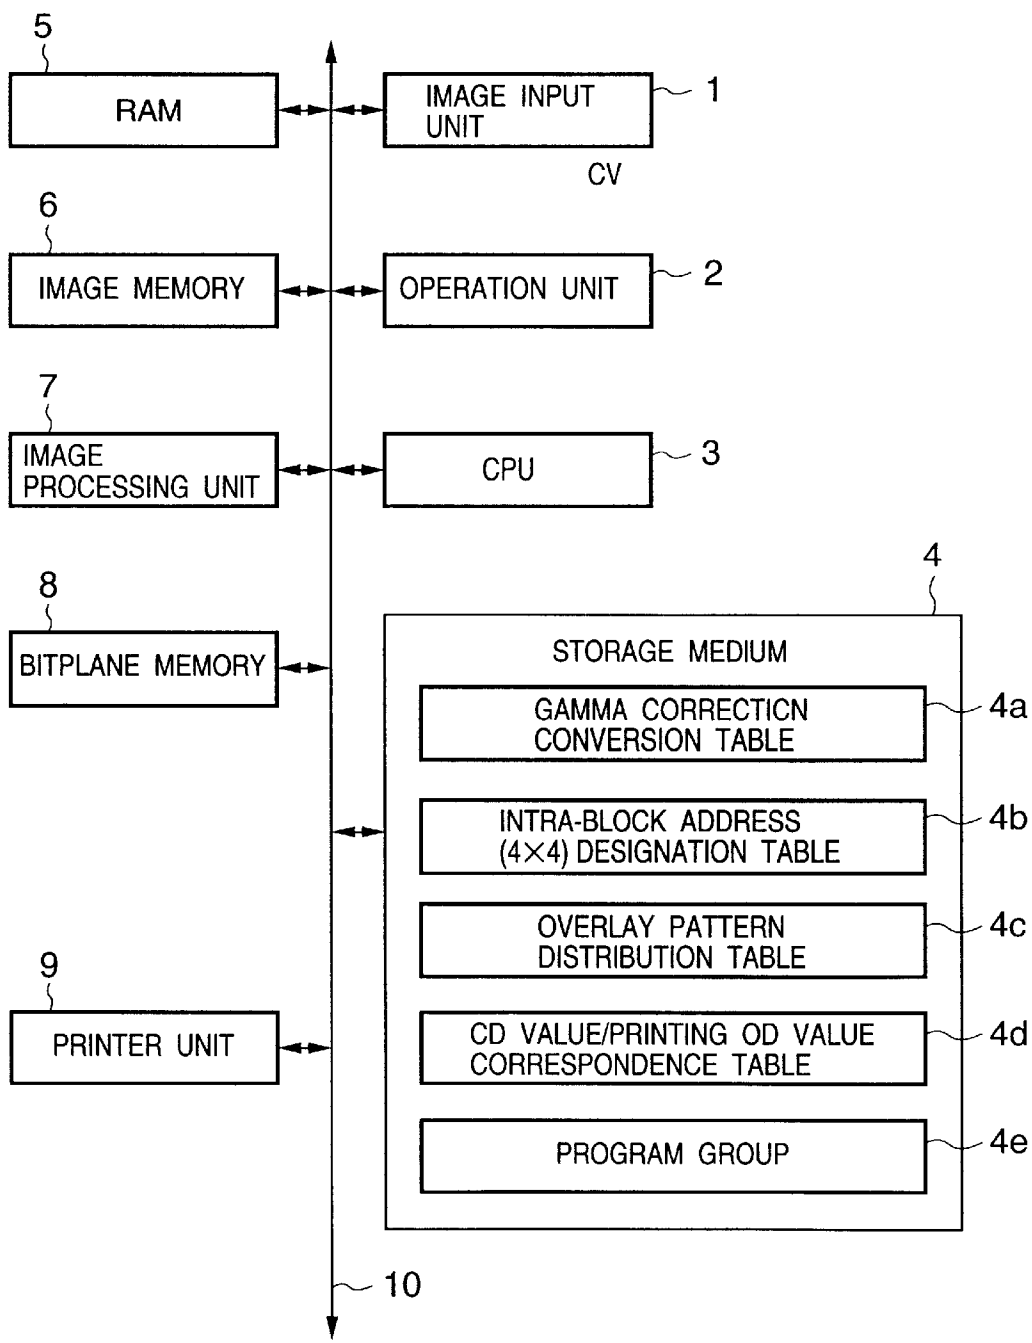 5
RAM
1
IMAGE INPUT
UNIT
CV
6
IMAGE MEMORY
2
OPERATION UNIT
7
IMAGE
PROCESSING UNIT
3
CPU
8
BITPLANE MEMORY
4
STORAGE MEDIUM
4a
GAMMA CORRECTICN
CONVERSION TABLE
4b
INTRA-BLOCK ADDRESS
(4×4) DESIGNATION TABLE
4c
OVERLAY PATTERN
DISTRIBUTION TABLE
9
PRINTER UNIT
4d
CD VALUE/PRINTING OD VALUE
CORRESPONDENCE TABLE
4e
PROGRAM GROUP
10